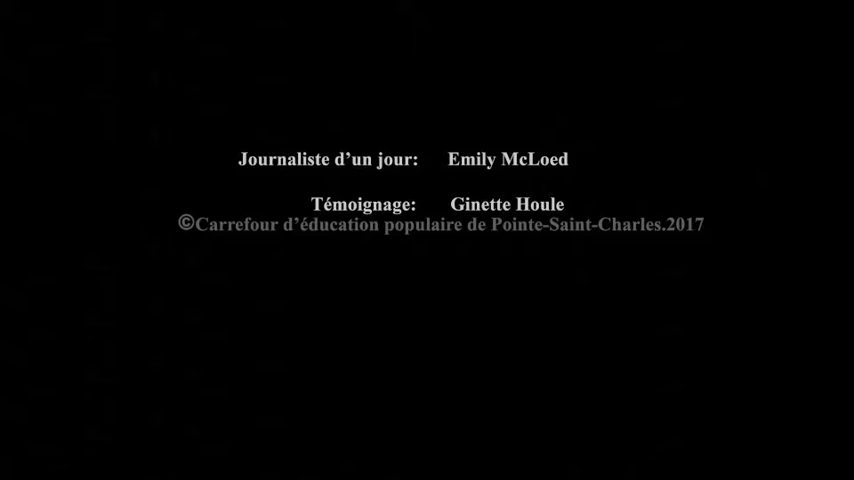 Journaliste d’un jour: Emily McLoed
Témoignage: Ginette Houle
©Carrefour d’éducation populaire de Pointe-Saint-Charles.2017